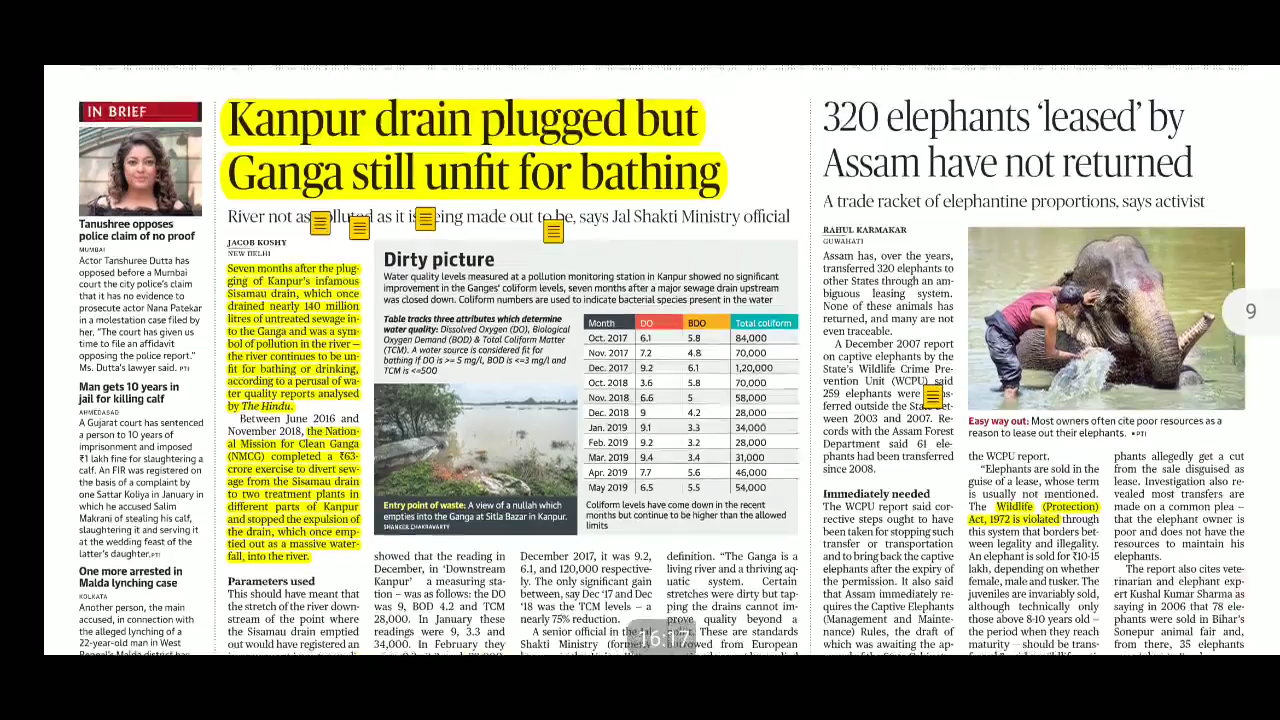 IN BRIEF
Tanushree opposes
police claim of no proof
MUMBAI
Actor Tanshuree Dutta has
opposed before a Mumbai
court the city police's claim
that it has no evidence to
prosecute actor Nana Patekar
in a molestation case filed by
her. "The court has given us
time to file an affidavit
opposing the police report."
Ms. Dutta's lawyer said. PTI
Man gets 10 years in
jail for killing calf
AHMEDABAD
A Gujarat court has sentenced
a person to 10 years of
imprisonment and imposed
₹1 lakh fine for slaughtering a
calf. An FIR was registered on
the basis of a complaint by
one Sattar Koliya in January in
which he accused Salim
Makrani of stealing his calf,
slaughtering it and serving it
at the wedding feast of the
latter's daughter. PTI
One more arrested in
Malda lynching case
KOLKATA
Another person, the main
accused, in connection with
the alleged lynching of a
22-year-old man in West
Kanpur drain plugged but
Ganga still unfit for bathing
River not as polluted as it is being made out to be, says Jal Shakti Ministry official
JACOB KOSHY
NEW DELHI
Seven months after the plug-
ging of Kanpur's infamous
Sisamau drain, which once
drained nearly 140 million
litres of untreated sewage in-
to the Ganga and was a sym-
bol of pollution in the river —
the river continues to be un-
fit for bathing or drinking,
according to a perusal of wa-
ter quality reports analysed
by The Hindu.
Between June 2016 and
November 2018, the Nation-
al Mission for Clean Ganga
(NMCG) completed a ₹63-
crore exercise to divert sew-
age from the Sisamau drain
to two treatment plants in
different parts of Kanpur
and stopped the expulsion of
the drain, which once emp-
tied out as a massive water-
fall, into the river.
Parameters used
This should have meant that
the stretch of the river down-
stream of the point where
the Sisamau drain emptied
out would have registered an
Dirty picture
Water quality levels measured at a pollution monitoring station in Kanpur showed no significant
improvement in the Ganges' coliform levels, seven months after a major sewage drain upstream
was closed down. Coliform numbers are used to indicate bacterial species present in the water
Table tracks three attributes which determine
water quality: Dissolved Oxygen (DO), Biological
Oxygen Demand (BOD) & Total Coliform Matter
(TCM). A water source is considered fit for
bathing if DO is >= 5 mg/l, BOD is <=3 mg/l and
TCM is <=500
Entry point of waste: A view of a nullah which
empties into the Ganga at Sitla Bazar in Kanpur.
SHANKER CHAKRAVARTY
Month DO BDO Total coliform
Oct. 2017 6.1 5.8 84,000
Nov. 2017 7.2 4.8 70,000
Dec. 2017 9.2 6.1 1,20,000
Oct. 2018 3.6 5.8 70,000
Nov. 2018 6.6 5 58,000
Dec. 2018 9 4.2 28,000
Jan. 2019 9.1 3.3 34,000
Feb. 2019 9.2 3.2 28,000
Mar. 2019 9.4 3.4 31,000
Apr. 2019 7.7 5.6 46,000
May 2019 6.5 5.5 54,000
Coliform levels have come down in the recent
months but continue to be higher than the allowed
limits
showed that the reading in
December, in 'Downstream
Kanpur' a measuring sta-
tion – was as follows: the DO
was 9, BOD 4.2 and TCM
28,000. In January these
readings were 9, 3.3 and
34,000. In February they
December 2017, it was 9.2,
6.1, and 120,000 respective-
ly. The only significant gain
between, say Dec '17 and Dec
'18 was the TCM levels – a
nearly 75% reduction.
A senior official in the
Shakti Ministry
definition. "The Ganga is a
living river and a thriving aq-
uatic system. Certain
stretches were dirty but tap-
ping the drains cannot im-
prove quality beyond a
These are standards
from European
16:17
320 elephants 'leased' by
Assam have not returned
A trade racket of elephantine proportions, says activist
RAHUL KARMAKAR
GUWAHATI
Assam has, over the years,
transferred 320 elephants to
other States through an am-
biguous leasing system.
None of these animals has
returned, and many are not
even traceable.
A December 2007 report
on captive elephants by the
State's Wildlife Crime Pre-
vention Unit (WCPU) said
259 elephants were
ferred outside the
ween 2003 and 2007. Re-
cords with the Assam Forest
Department said 61 ele-
phants had been transferred
since 2008.
Immediately needed
The WCPU report said cor-
rective steps ought to have
been taken for stopping such
transfer or transportation
and to bring back the captive
elephants after the expiry of
the permission. It also said
that Assam immediately re-
quires the Captive Elephants
(Management and Mainte-
nance) Rules, the draft of
which was awaiting the ap-
Easy way out: Most owners often cite poor resources as a
reason to lease out their elephants. • PTI
the WCPU report.
"Elephants are sold in the
guise of a lease, whose term
is usually not mentioned.
The Wildlife (Protection)
Act, 1972 is violated through
this system that borders bet-
ween legality and illegality.
An elephant is sold for ₹10-15
lakh, depending on whether
female, male and tusker. The
juveniles are invariably sold,
although technically only
those above 8-10 years old –
the period when they reach
maturity – should be trans-
phants allegedly get a cut
from the sale disguised as
lease. Investigation also re-
vealed most transfers are
made on a common plea –
that the elephant owner is
poor and does not have the
resources to maintain his
elephants.
The report also cites vete-
rinarian and elephant exp-
ert Kushal Kumar Sharma as
saying in 2006 that 78 ele-
phants were sold in Bihar's
Sonepur animal fair and,
from there, 35 elephants
9